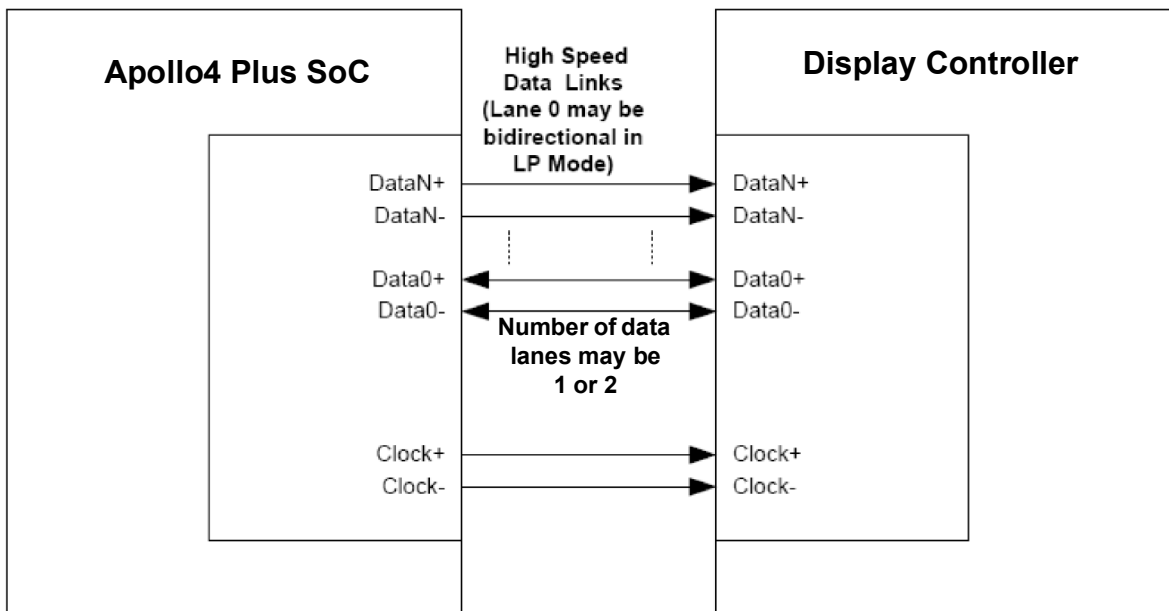 Apollo4 Plus SoC
High Speed
Data Links
(Lane 0 may be
bidirectional in
LP Mode)
Display Controller
DataN+
DataN-
Data0+
Data0-
Clock+
Clock-
Number of data
lanes may be
1 or 2
DataN+
DataN-
Data0+
Data0-
Clock+
Clock-